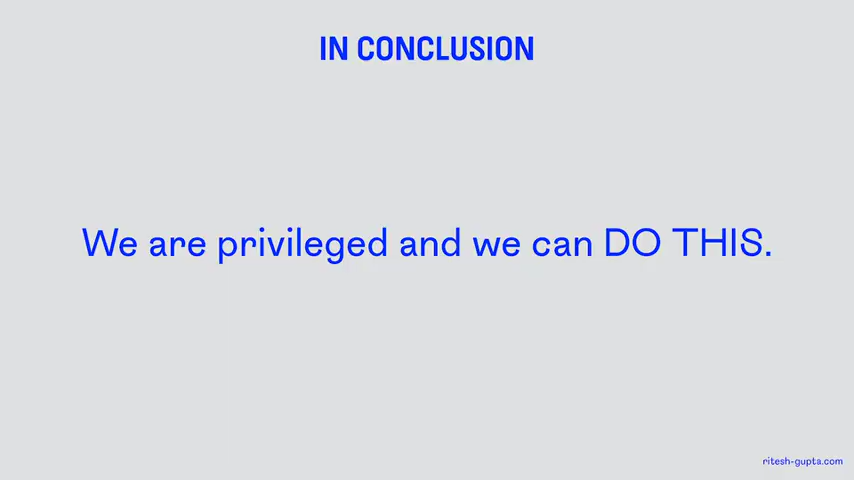 IN CONCLUSION
We are privileged and we can DO THIS.
ritesh-gupta.com